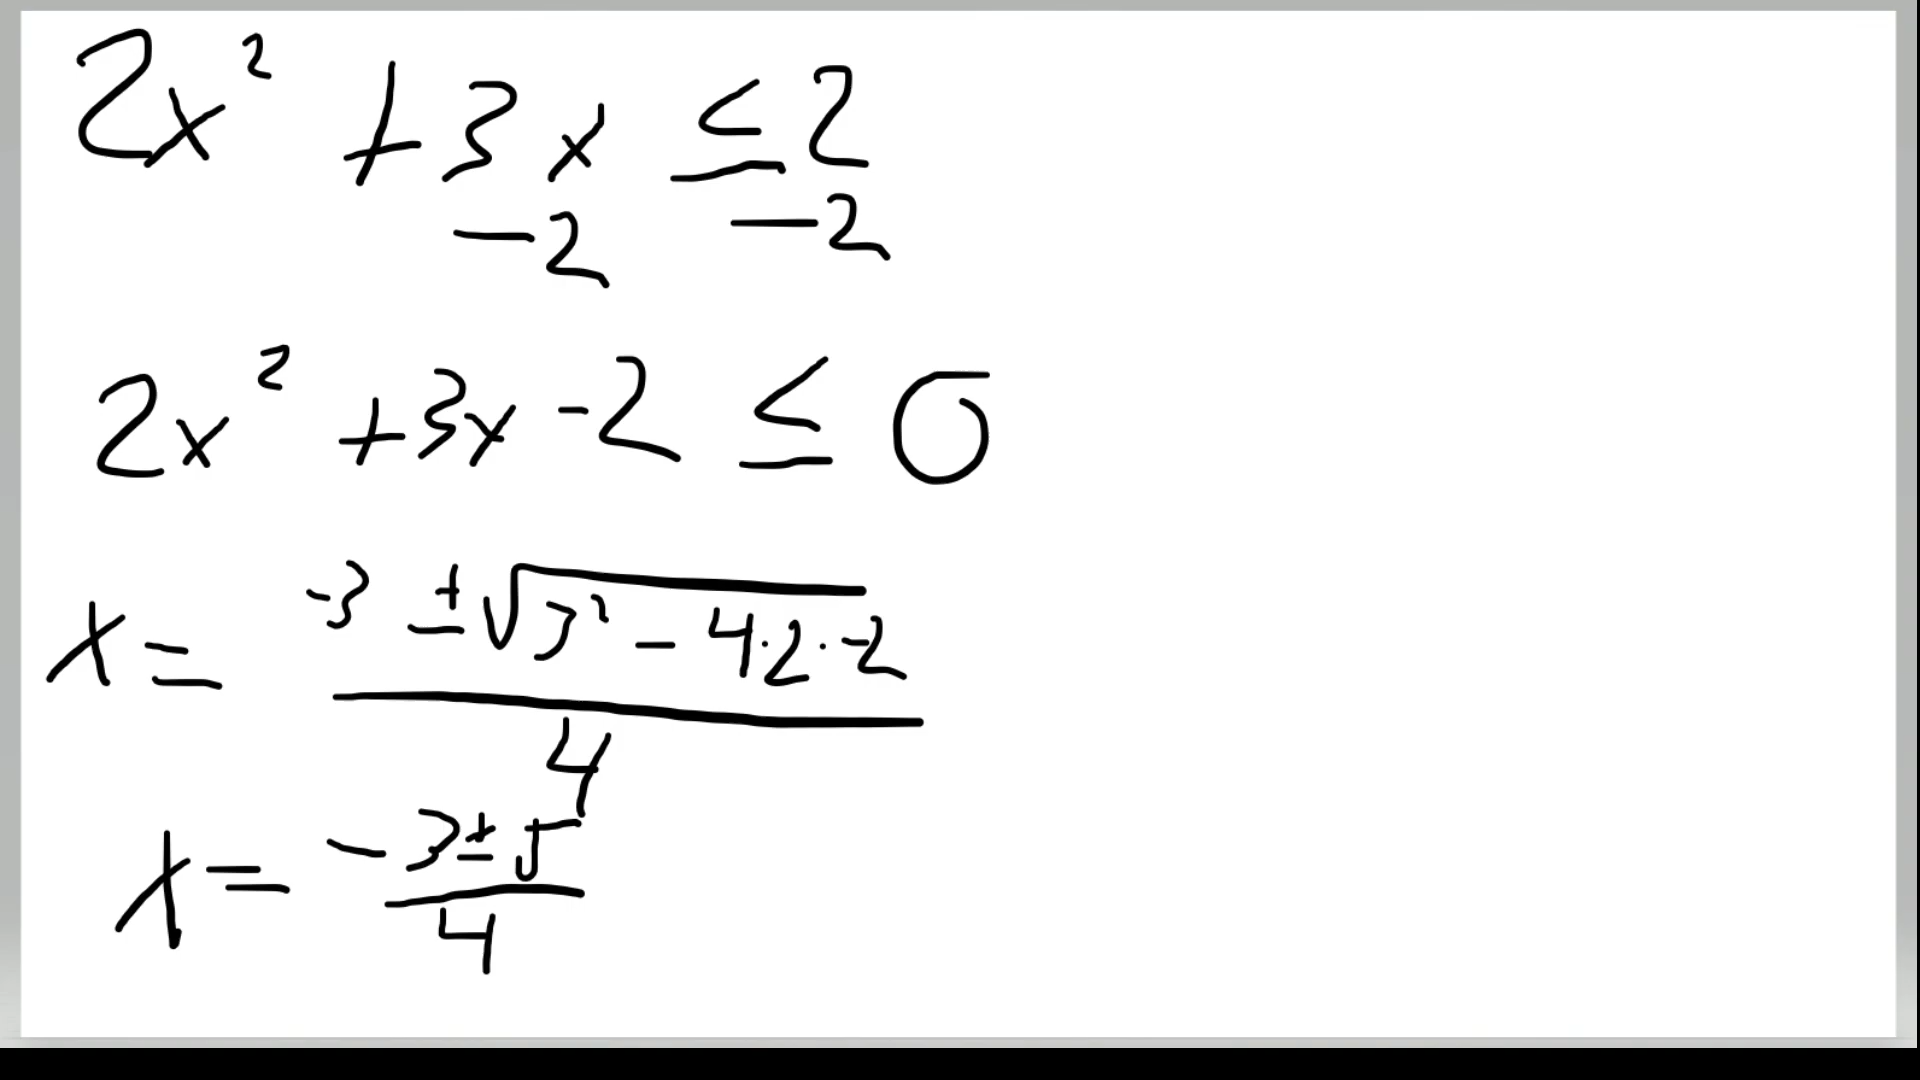 2x² + 3x ≤ 2
-2 -2
2x² + 3x - 2 ≤ 0
x = (-3 ± √(3² - 4·2·-2)) / 4
x = (-3 ± 5) / 4